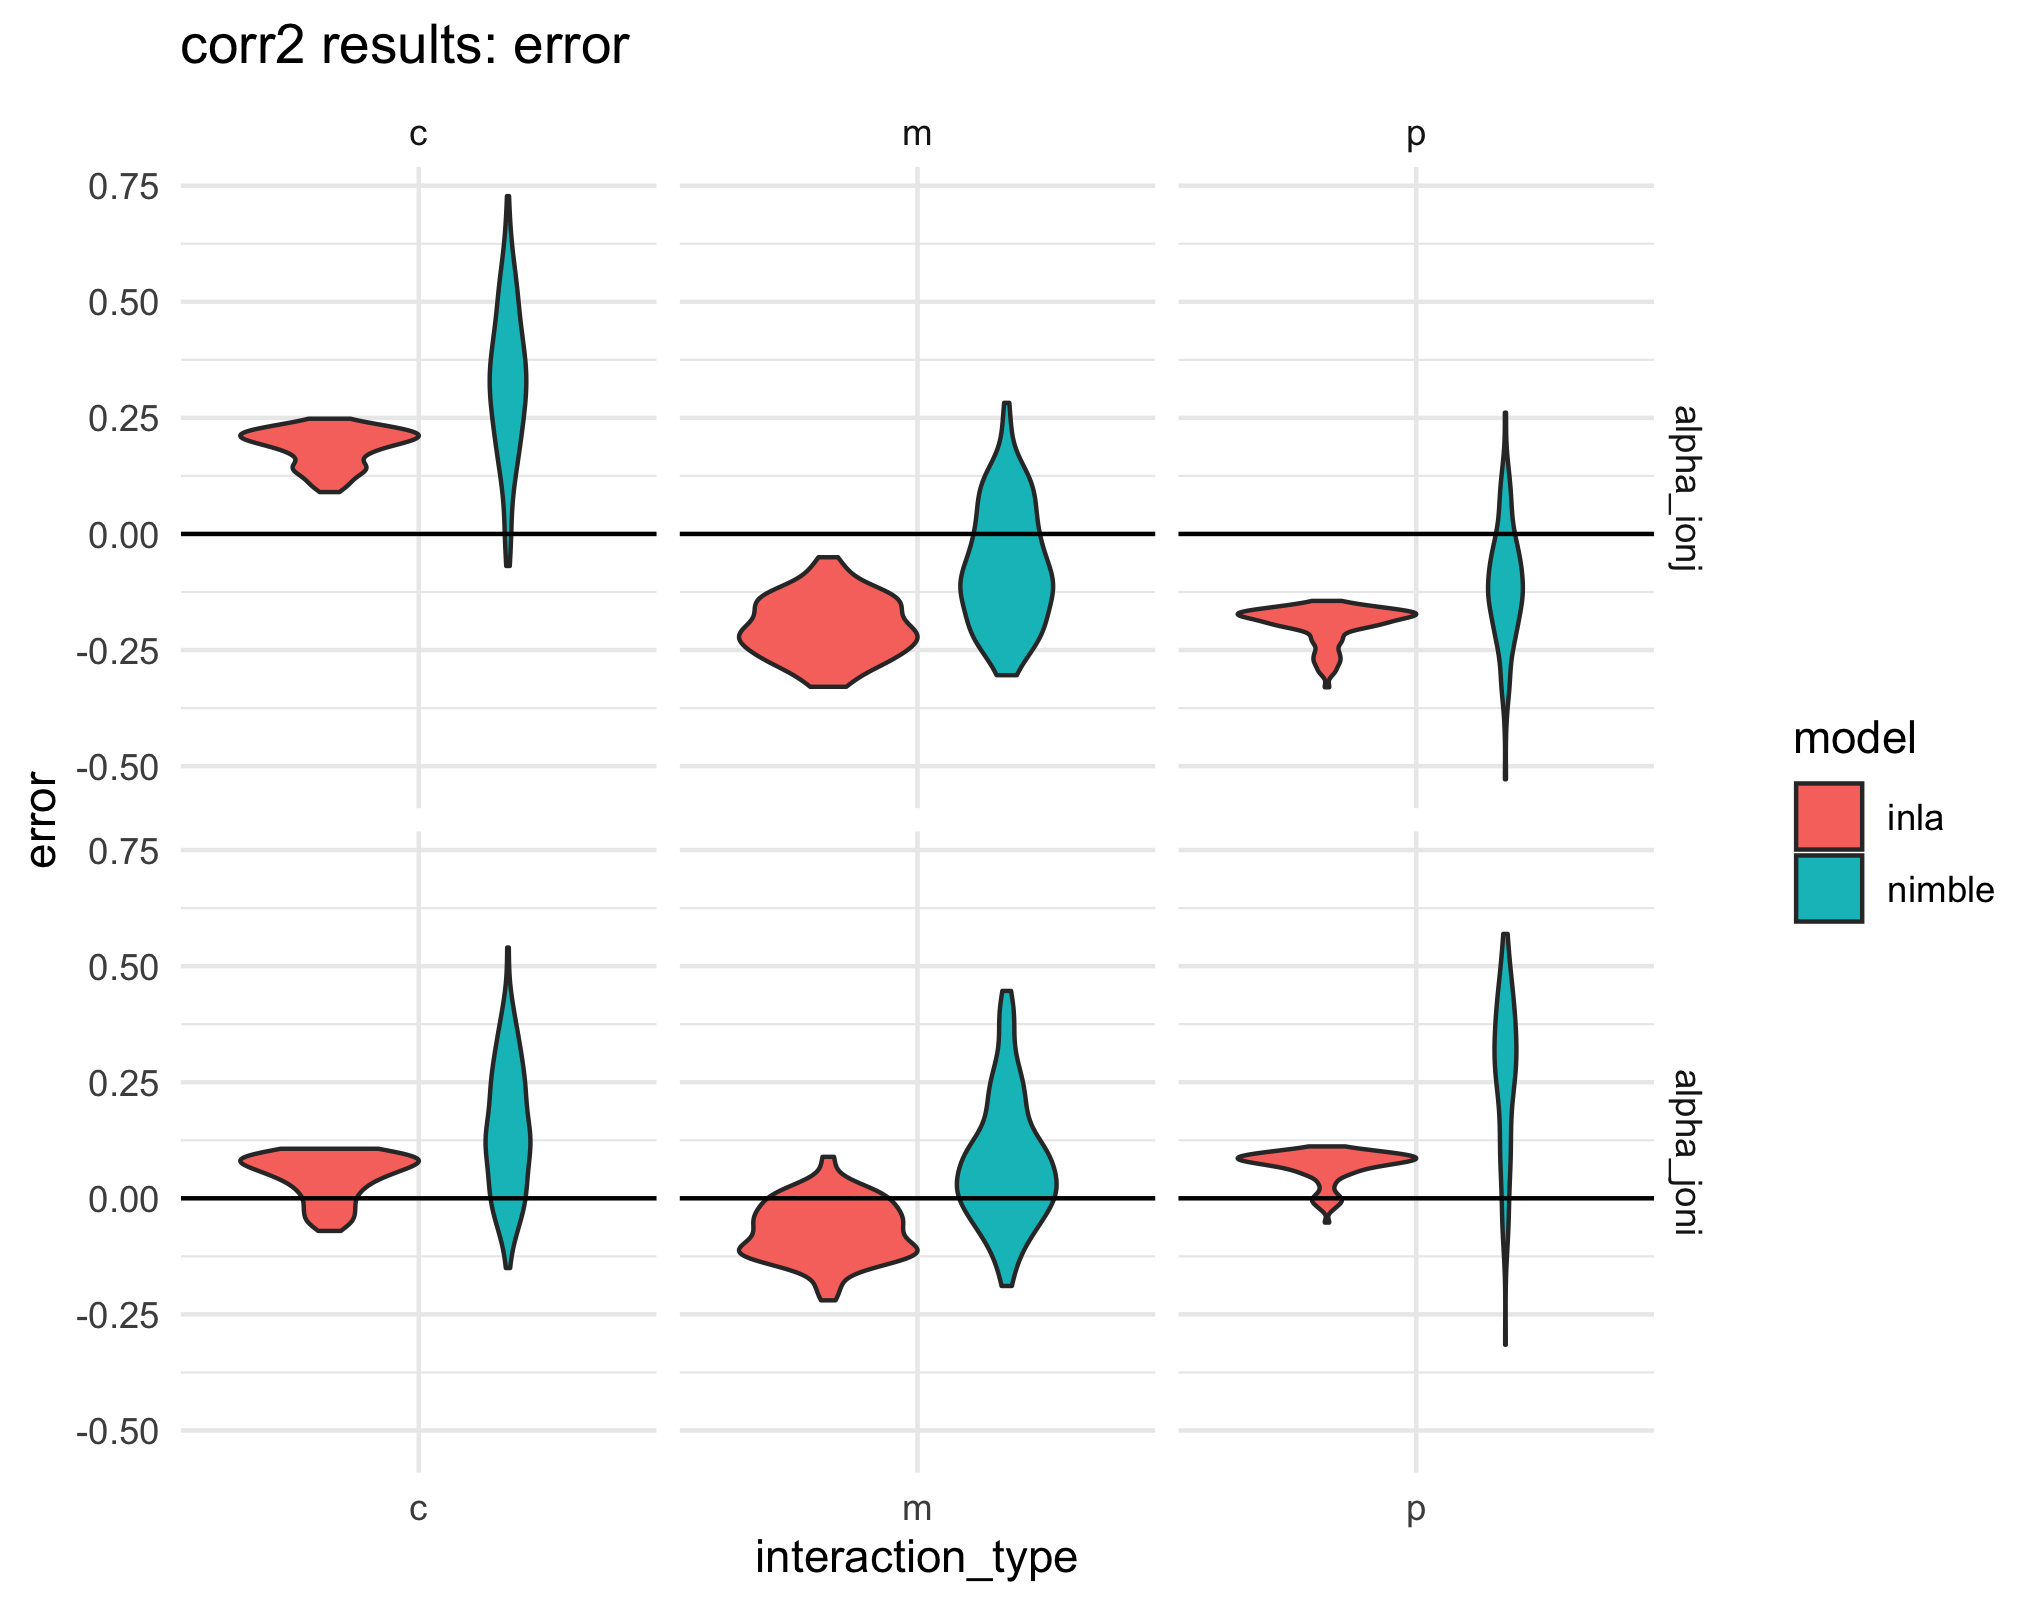 corr2 results: error
c m p
0.75
0.50
0.25
0.00
-0.25
-0.50
alpha_ionj
0.75
0.50
0.25
0.00
-0.25
-0.50
alpha_joni
c m p
interaction_type
error
model
inla
nimble